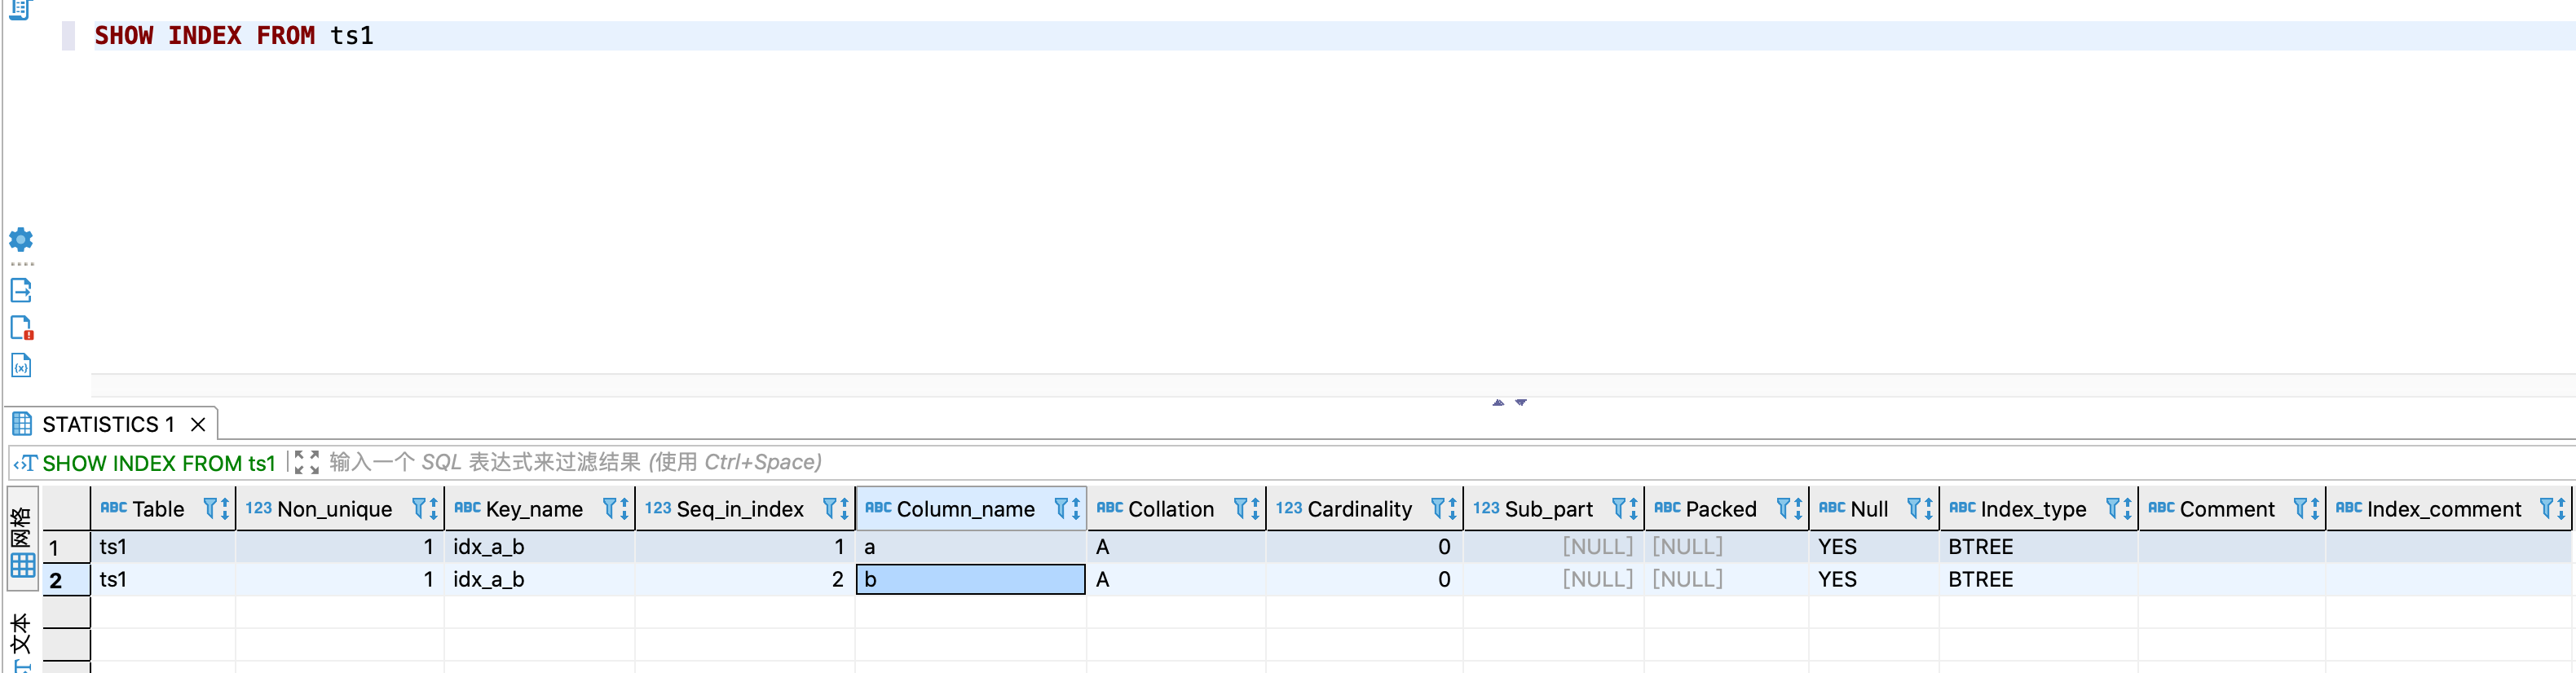 SHOW INDEX FROM ts1
STATISTICS 1
SHOW INDEX FROM ts1 输入一个 SQL 表达式来过滤结果 (使用 Ctrl+Space)
网格
文本
ABC Table 123 Non_unique ABC Key_name 123 Seq_in_index ABC Column_name ABC Collation 123 Cardinality 123 Sub_part ABC Packed ABC Null ABC Index_type ABC Comment ABC Index_comment
1 ts1 1 idx_a_b 1 a A 0 [NULL] [NULL] YES BTREE
2 ts1 1 idx_a_b 2 b A 0 [NULL] [NULL] YES BTREE